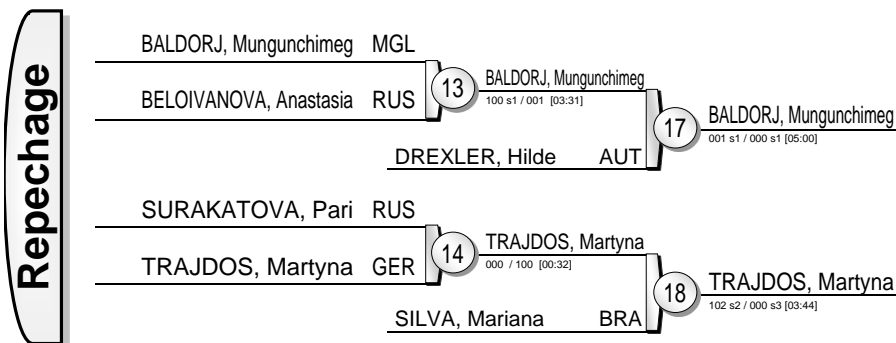 Repechage
BALDORJ, Mungunchimeg MGL
BELOIVANOVA, Anastasia RUS
13
BALDORJ, Mungunchimeg
100 s1 / 001 [03:31]
DREXLER, Hilde AUT
17
BALDORJ, Mungunchimeg
001 s1 / 000 s1 [05:00]
SURAKATOVA, Pari RUS
TRAJDOS, Martyna GER
14
TRAJDOS, Martyna
000 / 100 [00:32]
SILVA, Mariana BRA
18
TRAJDOS, Martyna
102 s2 / 000 s3 [03:44]